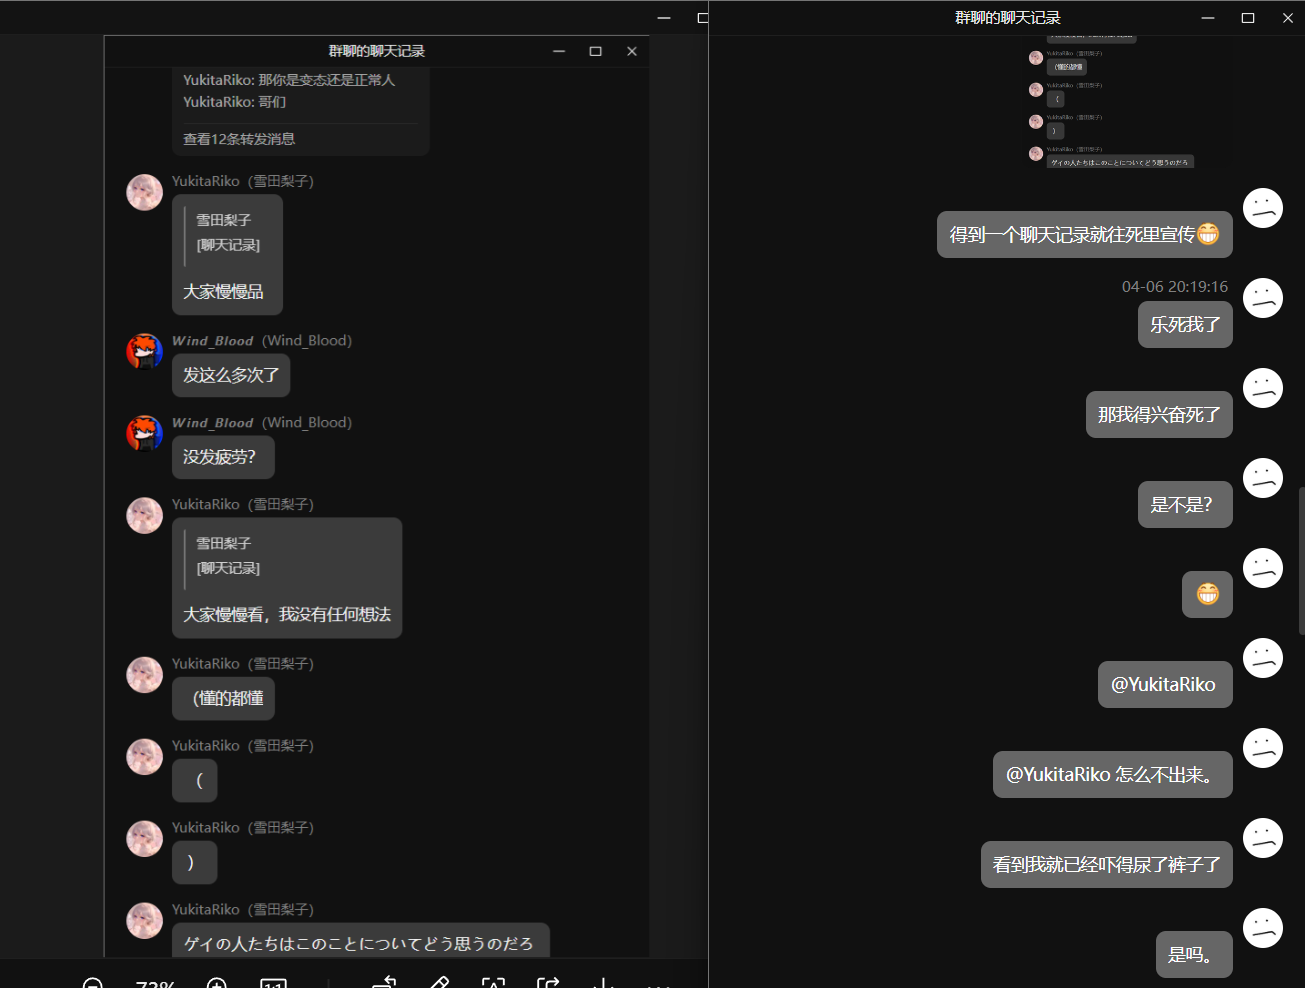 群聊的聊天记录
YukitaRiko: 那你是变态还是正常人
YukitaRiko: 哥们
查看12条转发消息
YukitaRiko（雪田梨子）
雪田梨子
[聊天记录]
大家慢慢品
Wind_Blood（Wind_Blood）
发这么多次了
Wind_Blood（Wind_Blood）
没发疲劳？
YukitaRiko（雪田梨子）
雪田梨子
[聊天记录]
大家慢慢看，我没有任何想法
YukitaRiko（雪田梨子）
（懂的都懂
YukitaRiko（雪田梨子）
（
YukitaRiko（雪田梨子）
）
YukitaRiko（雪田梨子）
ゲイの人たちはこのことについてどう思うのだろ
73%
1:1
群聊的聊天记录
YukitaRiko（雪田梨子）
（懂的都懂
YukitaRiko（雪田梨子）
（
YukitaRiko（雪田梨子）
）
YukitaRiko（雪田梨子）
ゲイの人たちはこのことについてどう思うのだろ
得到一个聊天记录就往死里宣传😁
04-06 20:19:16
乐死我了
那我得兴奋死了
是不是？
😁
@YukitaRiko
@YukitaRiko 怎么不出来。
看到我就已经吓得尿了裤子了
是吗。